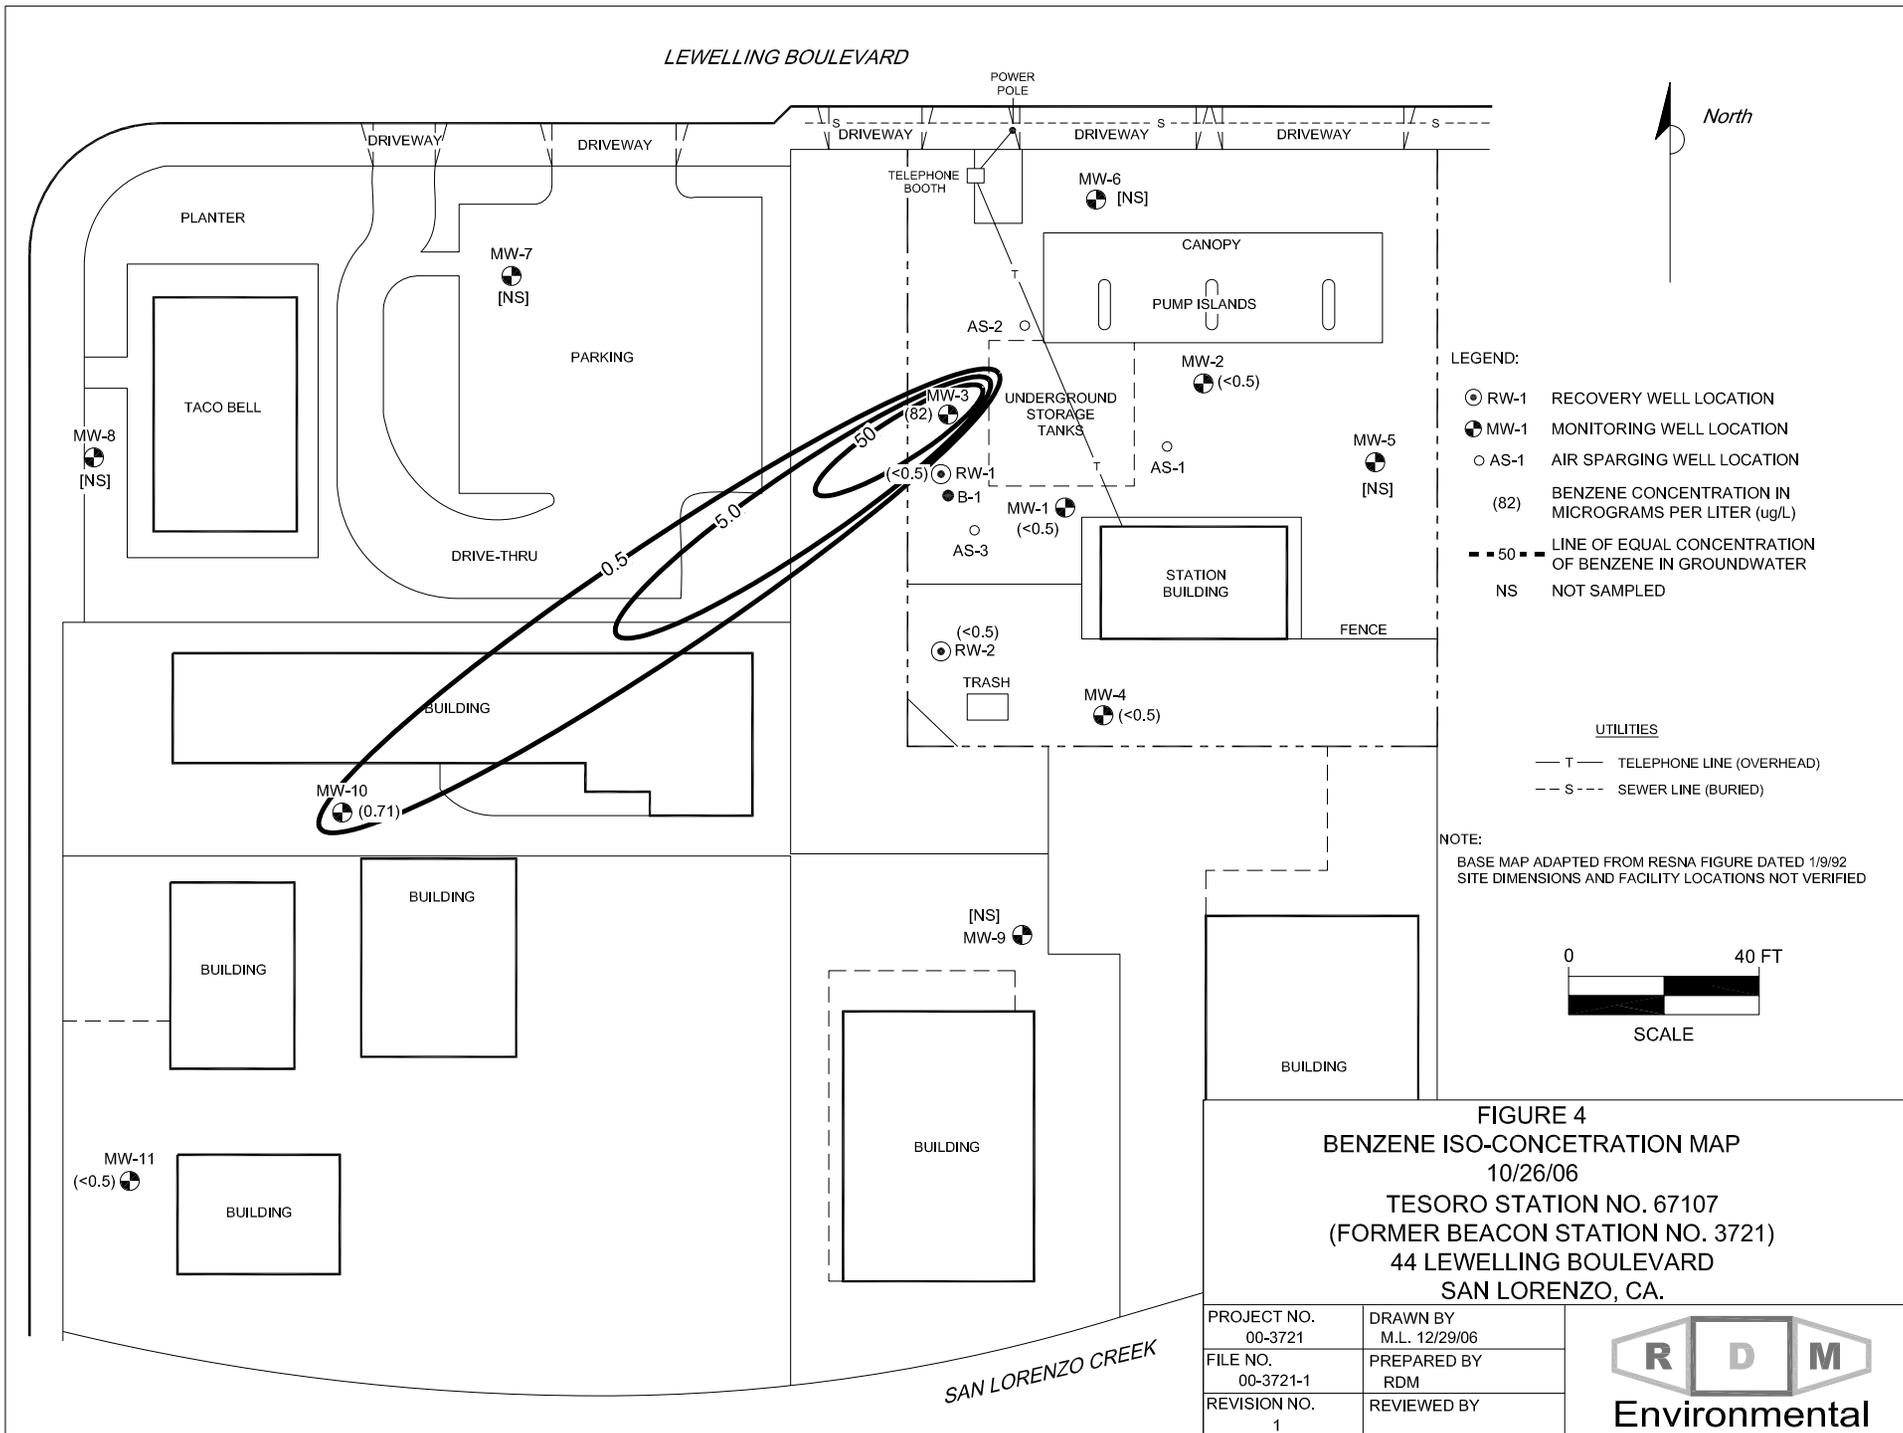 LEWELLING BOULEVARD
POWER
POLE
North
S
S
S
DRIVEWAY
DRIVEWAY
DRIVEWAY
DRIVEWAY
DRIVEWAY
TELEPHONE
BOOTH
MW-6
[NS]
PLANTER
CANOPY
MW-7
[NS]
T
PUMP ISLANDS
AS-2
PARKING
MW-2
(<0.5)
TACO BELL
MW-3
(82)
UNDERGROUND
STORAGE
TANKS
50
MW-8
[NS]
MW-5
[NS]
T
AS-1
(<0.5)
RW-1
B-1
MW-1
(<0.5)
5.0
AS-3
DRIVE-THRU
0.5
STATION
BUILDING
FENCE
(<0.5)
RW-2
TRASH
MW-4
(<0.5)
BUILDING
MW-10
(0.71)
BUILDING
BUILDING
[NS]
MW-9
BUILDING
BUILDING
MW-11
(<0.5)
BUILDING
SAN LORENZO CREEK
LEGEND:
RW-1 RECOVERY WELL LOCATION
MW-1 MONITORING WELL LOCATION
AS-1 AIR SPARGING WELL LOCATION
(82) BENZENE CONCENTRATION IN
MICROGRAMS PER LITER (ug/L)
50 LINE OF EQUAL CONCENTRATION
OF BENZENE IN GROUNDWATER
NS NOT SAMPLED
UTILITIES
T TELEPHONE LINE (OVERHEAD)
S SEWER LINE (BURIED)
NOTE:
BASE MAP ADAPTED FROM RESNA FIGURE DATED 1/9/92
SITE DIMENSIONS AND FACILITY LOCATIONS NOT VERIFIED
0 40 FT
SCALE
FIGURE 4
BENZENE ISO-CONCETRATION MAP
10/26/06
TESORO STATION NO. 67107
(FORMER BEACON STATION NO. 3721)
44 LEWELLING BOULEVARD
SAN LORENZO, CA.
PROJECT NO.
00-3721
DRAWN BY
M.L. 12/29/06
FILE NO.
00-3721-1
PREPARED BY
RDM
REVISION NO.
1
REVIEWED BY
R D M
Environmental